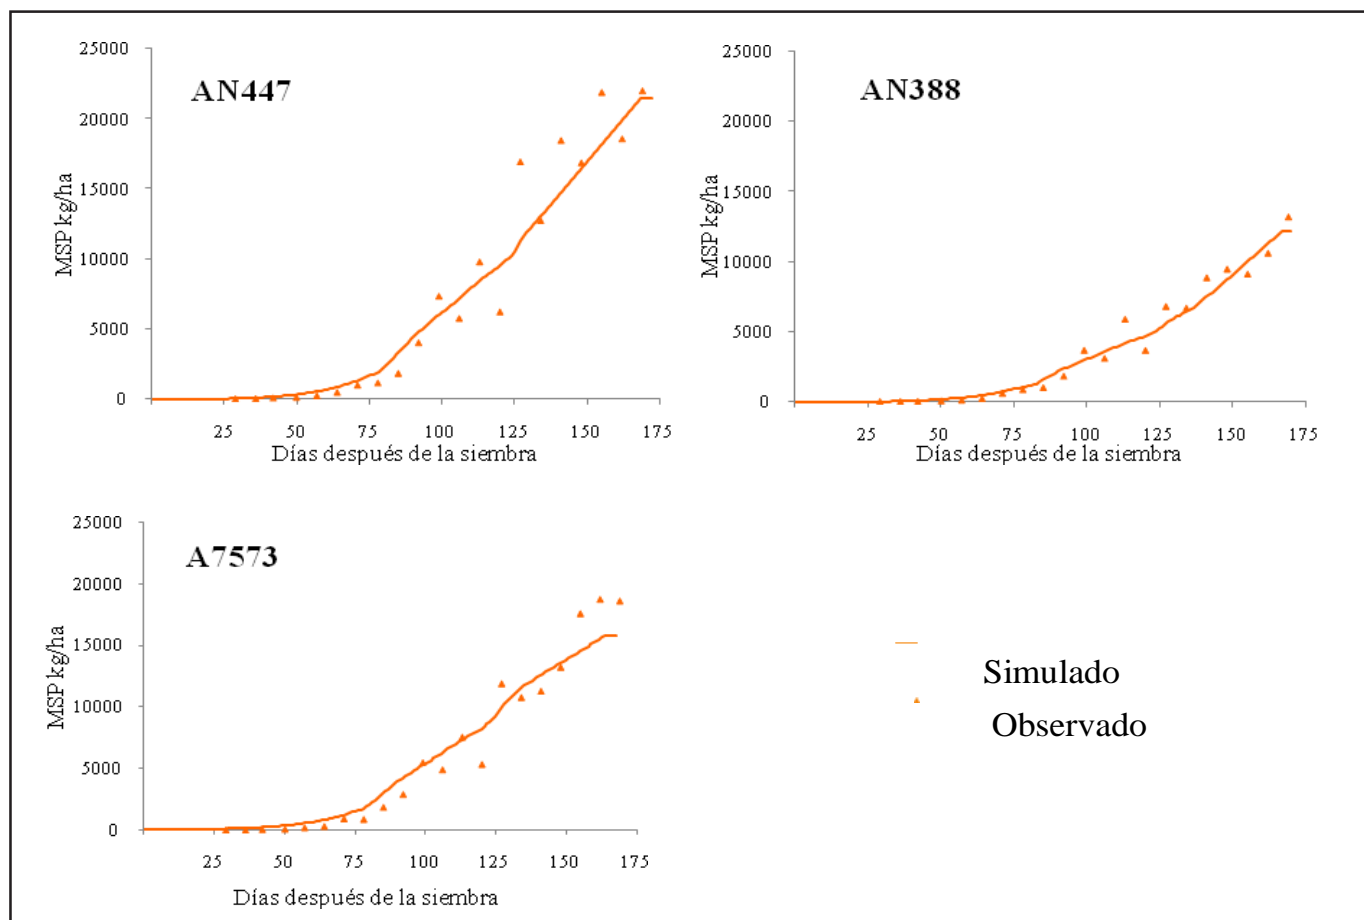 AN447
MSP kg/ha
25000
20000
15000
10000
5000
0
25 50 75 100 125 150 175
Días después de la siembra
AN388
MSP kg/ha
25000
20000
15000
10000
5000
0
25 50 75 100 125 150 175
Días después de la siembra
A7573
MSP kg/ha
25000
20000
15000
10000
5000
0
25 50 75 100 125 150 175
Días después de la siembra
Simulado
Observado